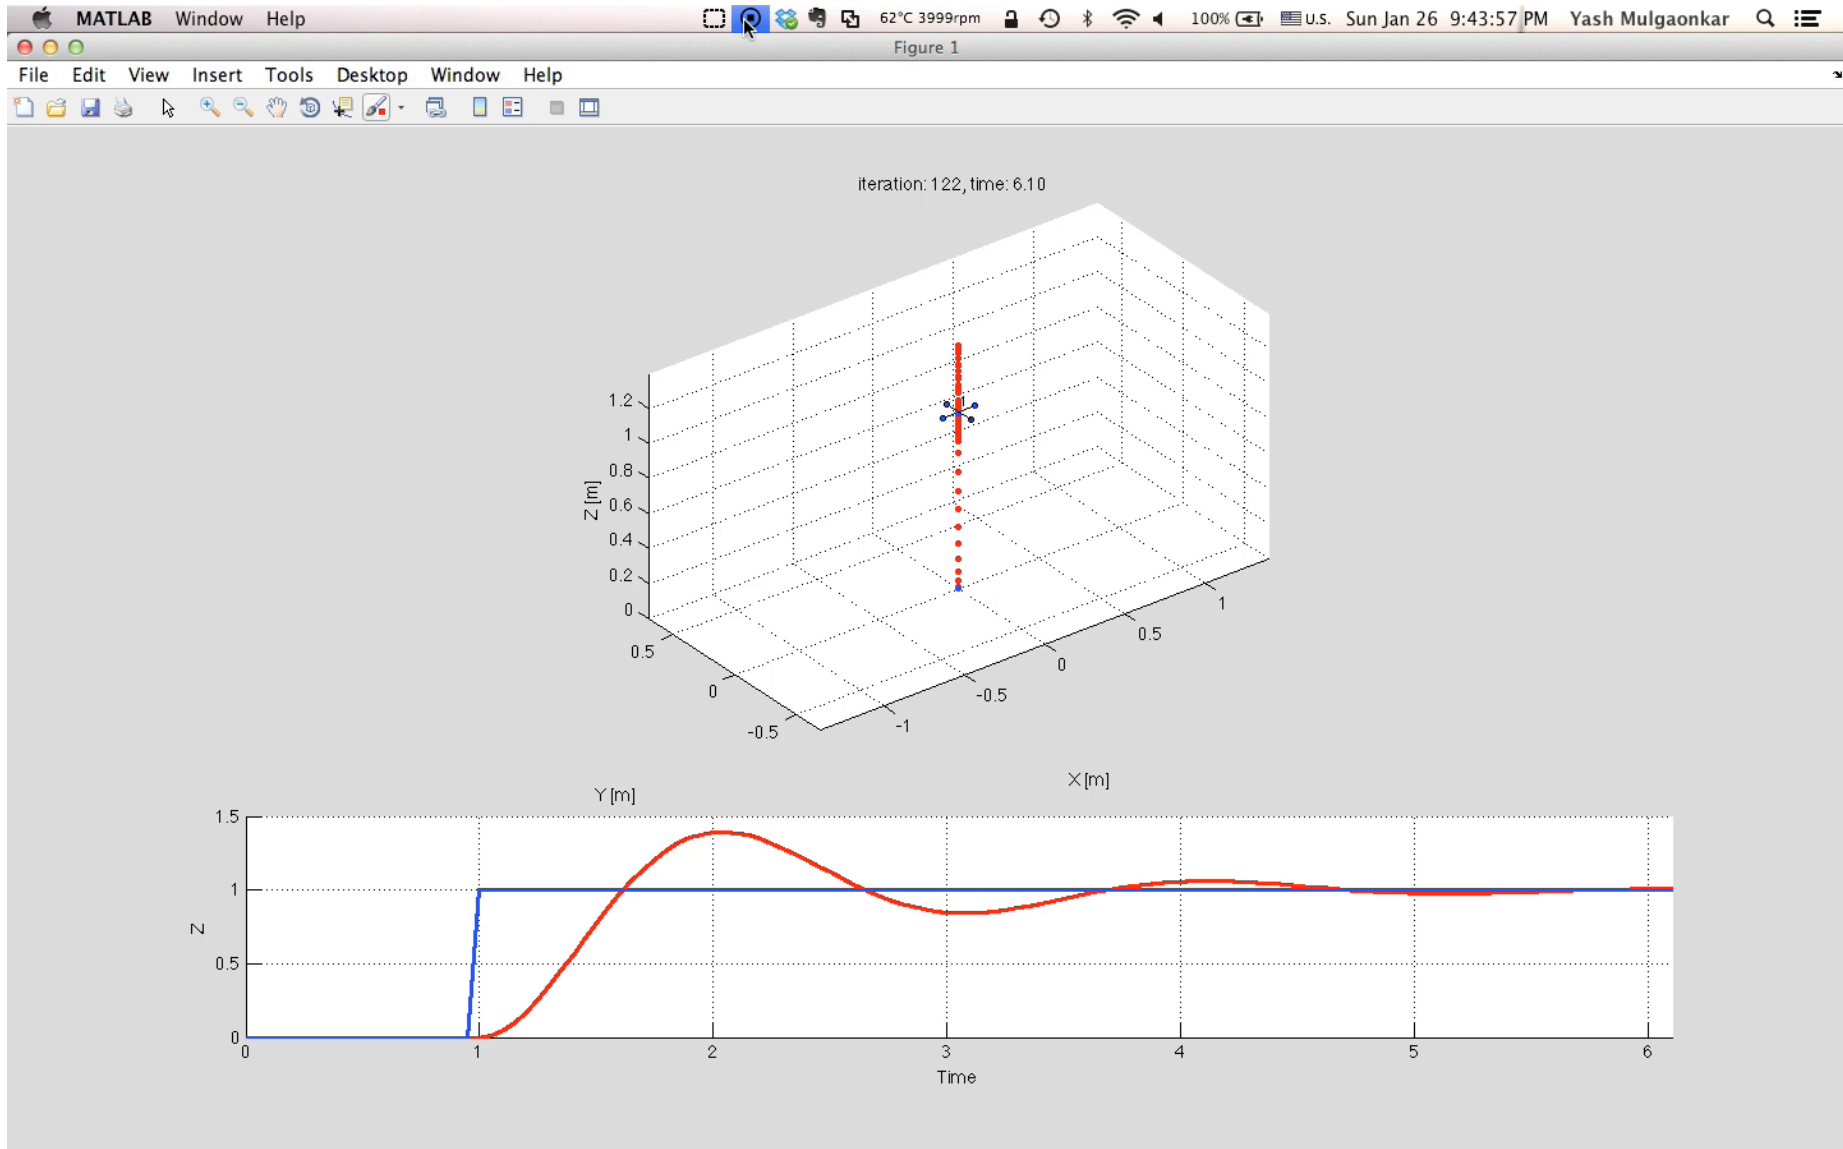 MATLAB Window Help 62°C 3999rpm 100% U.S. Sun Jan 26 9:43:57 PM Yash Mulgaonkar
Figure 1
File Edit View Insert Tools Desktop Window Help
iteration: 122, time: 6.10
1.2
1
0.8
0.6
0.4
0.2
0
Z [m]
0.5
0
-0.5
-1
-0.5
0
0.5
1
X [m]
Y [m]
1.5
1
0.5
0
Z
0 1 2 3 4 5 6
Time